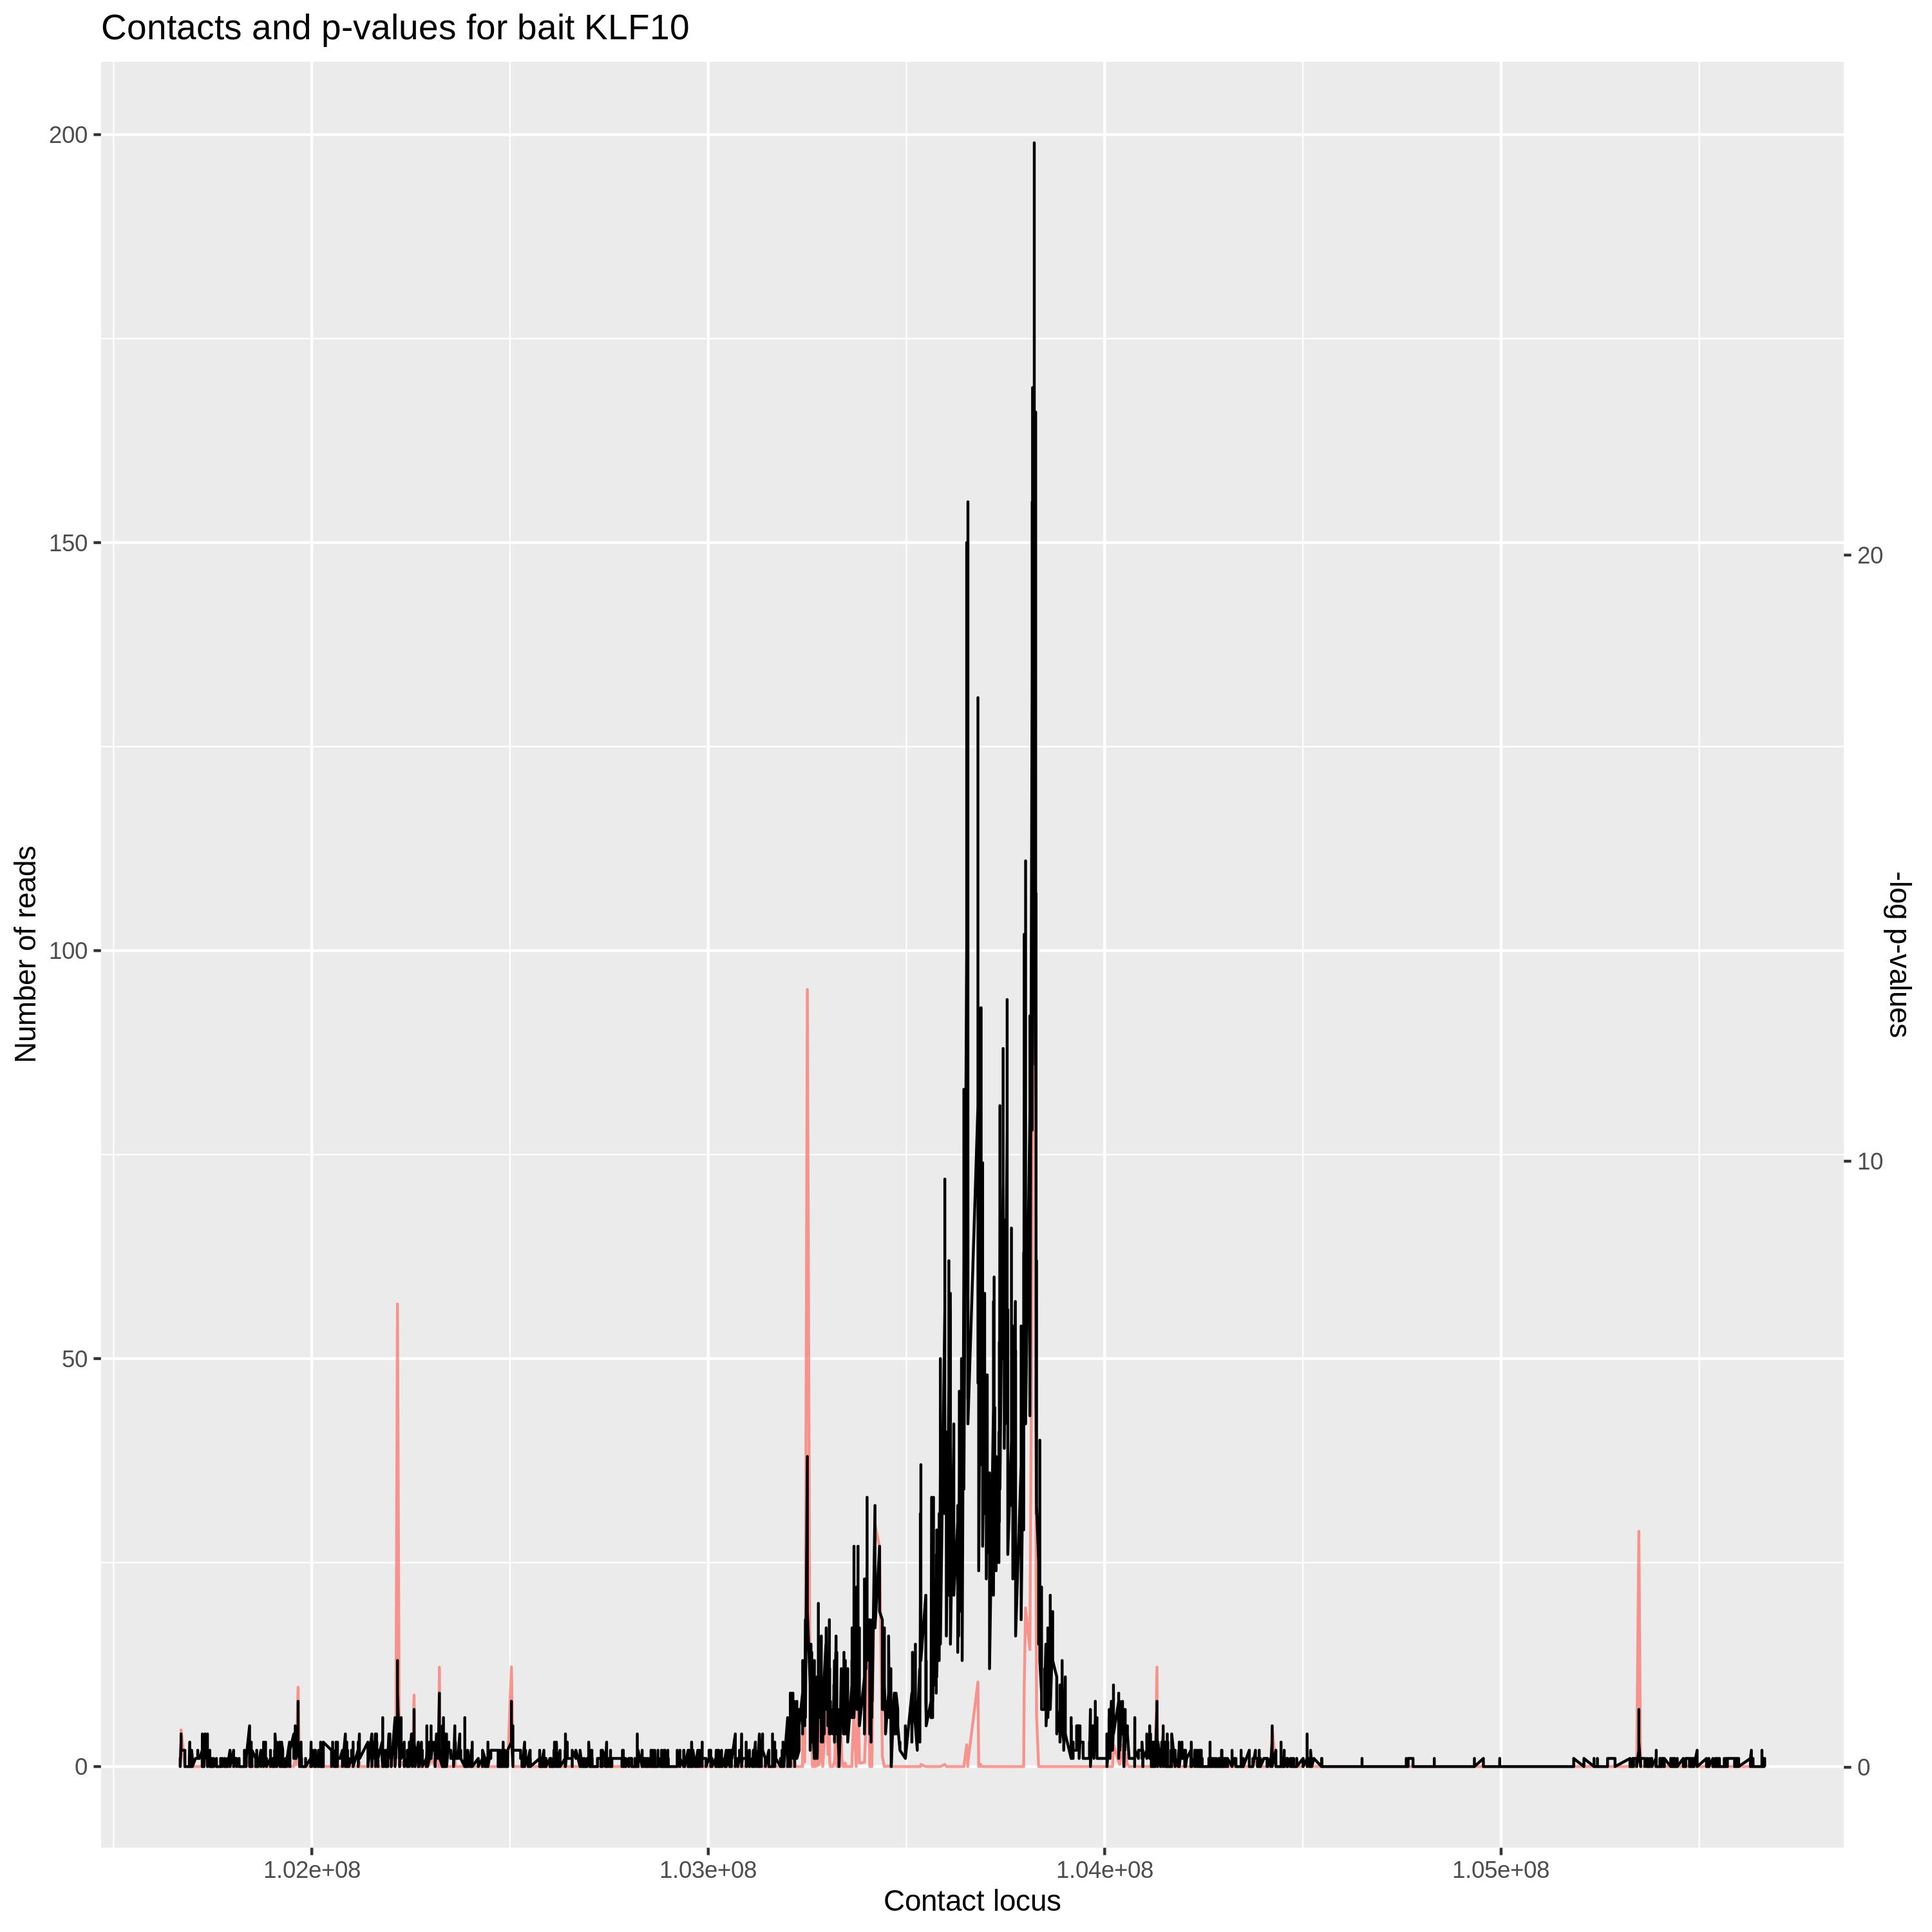 Contacts and p-values for bait KLF10
200
150
100
50
0
Number of reads
20
10
0
-log p-values
1.02e+08
1.03e+08
1.04e+08
1.05e+08
Contact locus